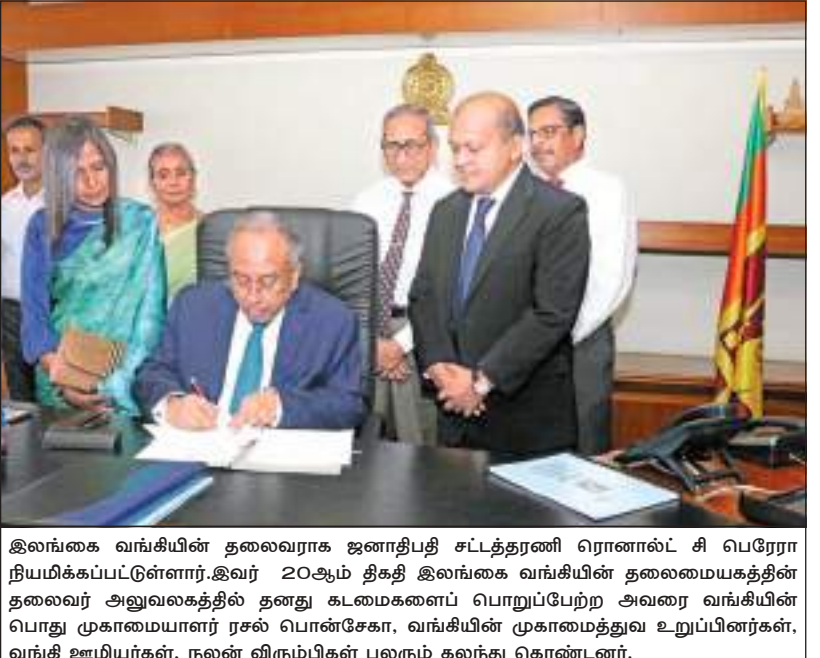 இலங்கை வங்கியின் தலைவராக ஜனாதிபதி சட்டத்தரணி ரொனால்ட் சி பெரேரா
நியமிக்கப்பட்டுள்ளார்.இவர் 20ஆம் திகதி இலங்கை வங்கியின் தலைமையகத்தின்
தலைவர் அலுவலகத்தில் தனது கடமைகளைப் பொறுப்பேற்ற அவரை வங்கியின்
பொது முகாமையாளர் ரசல் பொன்சேகா, வங்கியின் முகாமைத்துவ உறுப்பினர்கள்,
வங்கி ஊழியர்கள், நலன் விரும்பிகள் பலரும் கலந்து கொண்டனர்.